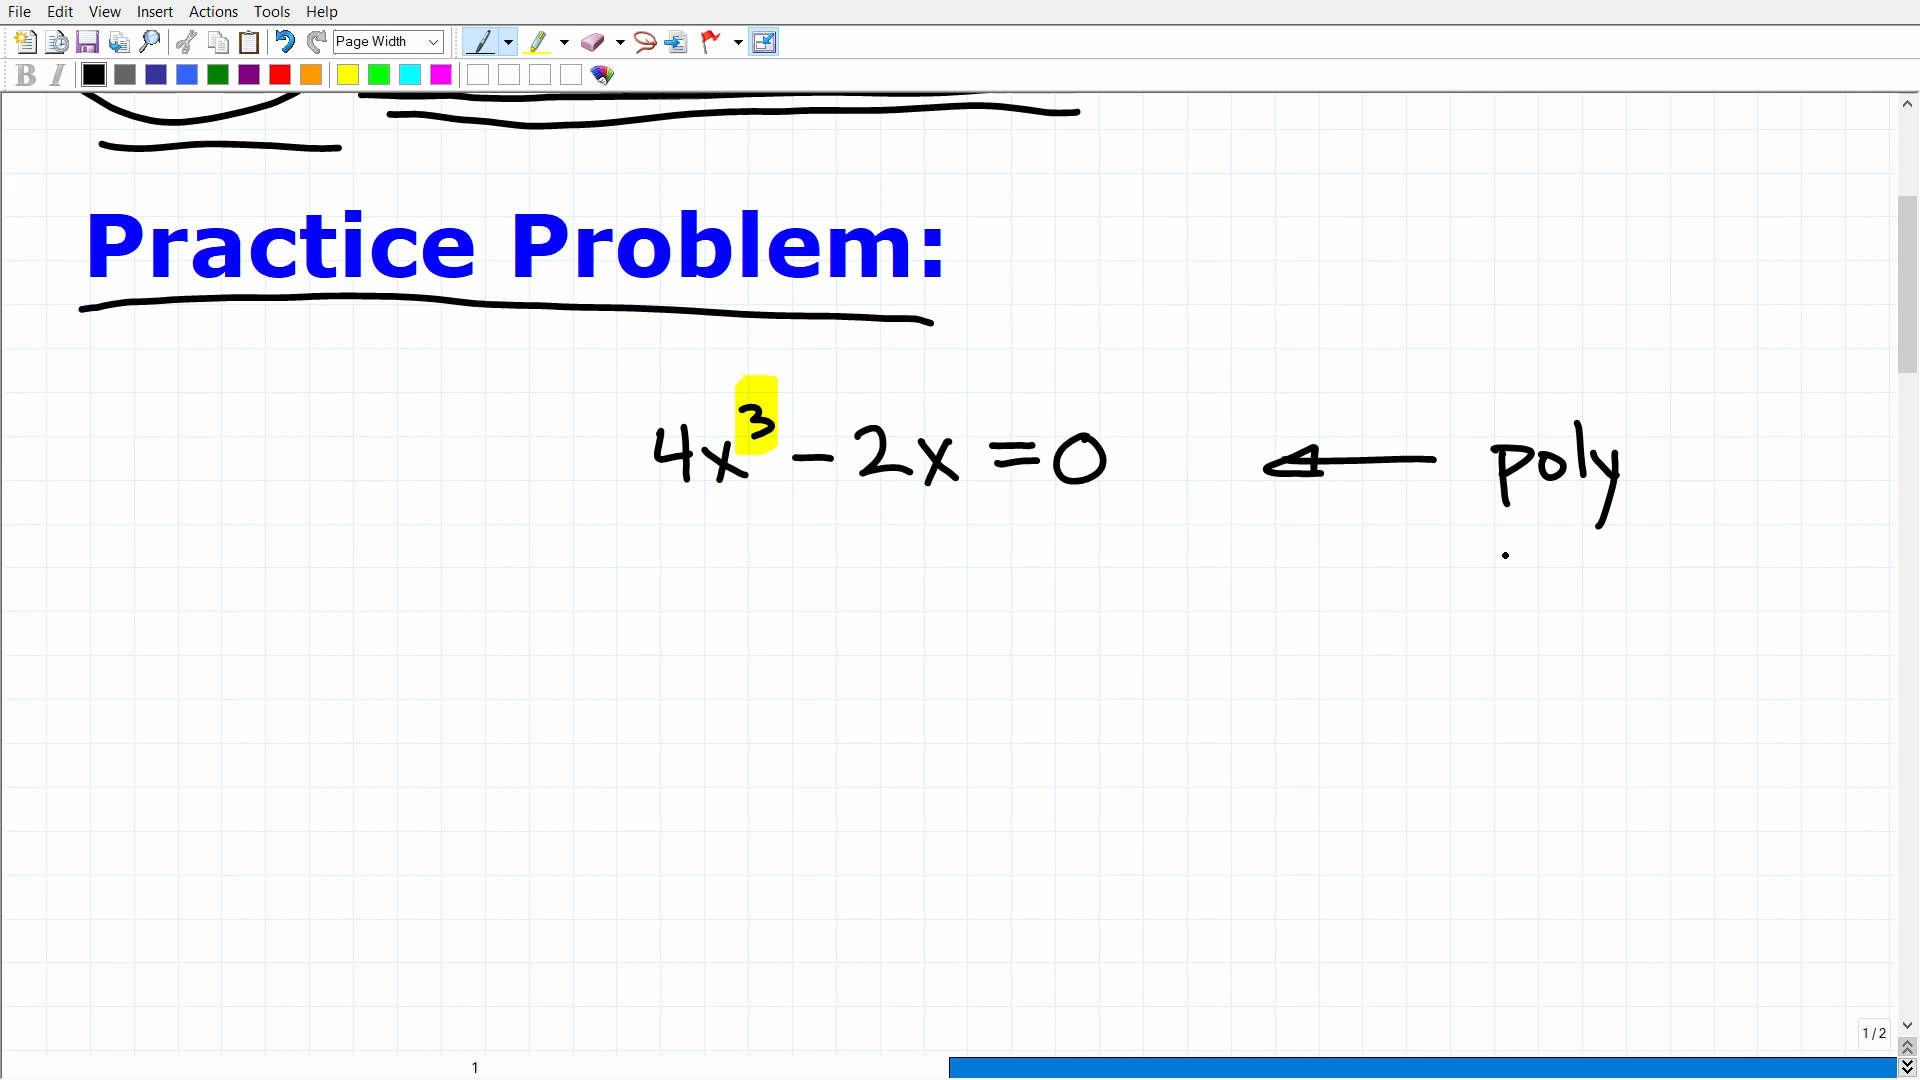 File Edit View Insert Actions Tools Help
Page Width
B I
Practice Problem:
4x³ - 2x = 0 poly
1 / 2
1